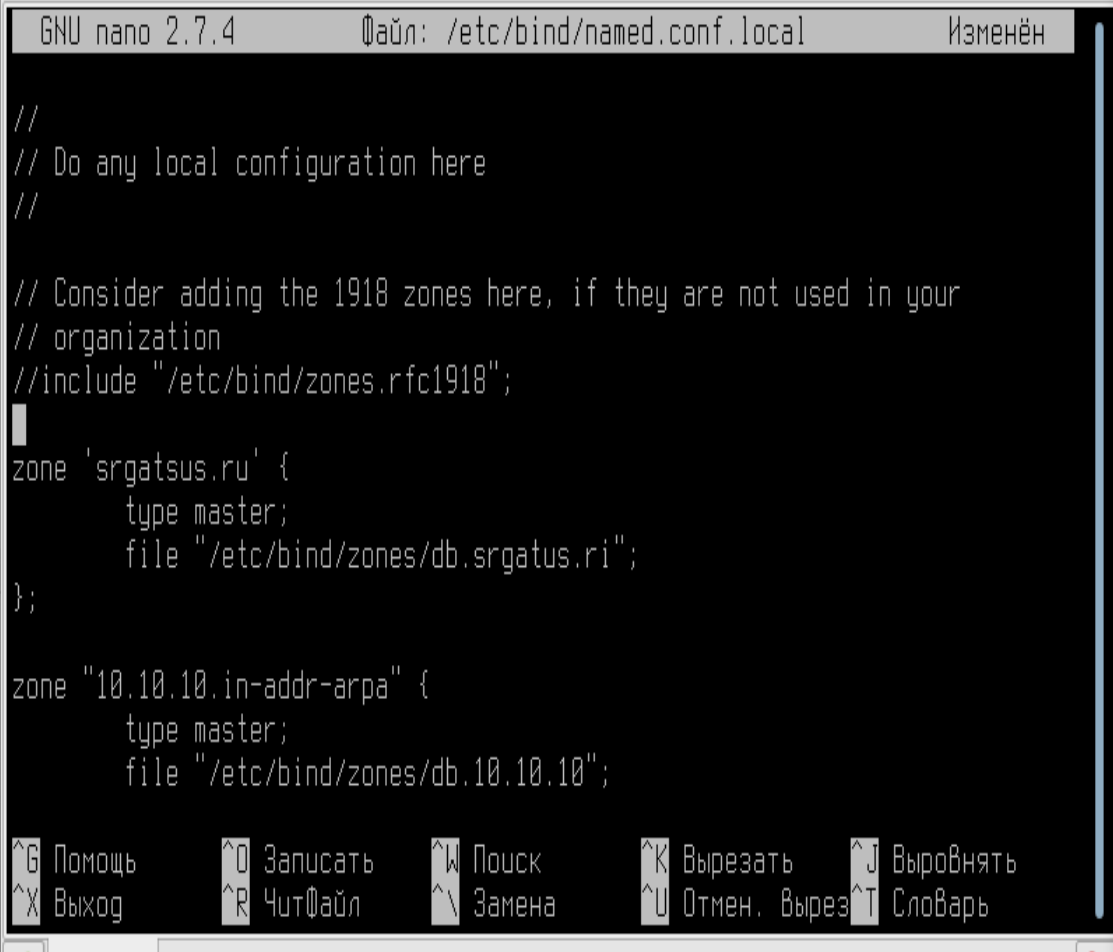 GNU nano 2.7.4 Файл: /etc/bind/named.conf.local Изменён
//
// Do any local configuration here
//
// Consider adding the 1918 zones here, if they are not used in your
// organization
//include "/etc/bind/zones.rfc1918";
zone 'srgatsus.ru' {
type master;
file "/etc/bind/zones/db.srgatus.ri";
};
zone "10.10.10.in-addr-arpa" {
type master;
file "/etc/bind/zones/db.10.10.10";
^G Помощь ^O Записать ^W Поиск ^K Вырезать ^J Выровнять
^X Выход ^R ЧитФайл ^\ Замена ^U Отмен. Вырез ^T Словарь